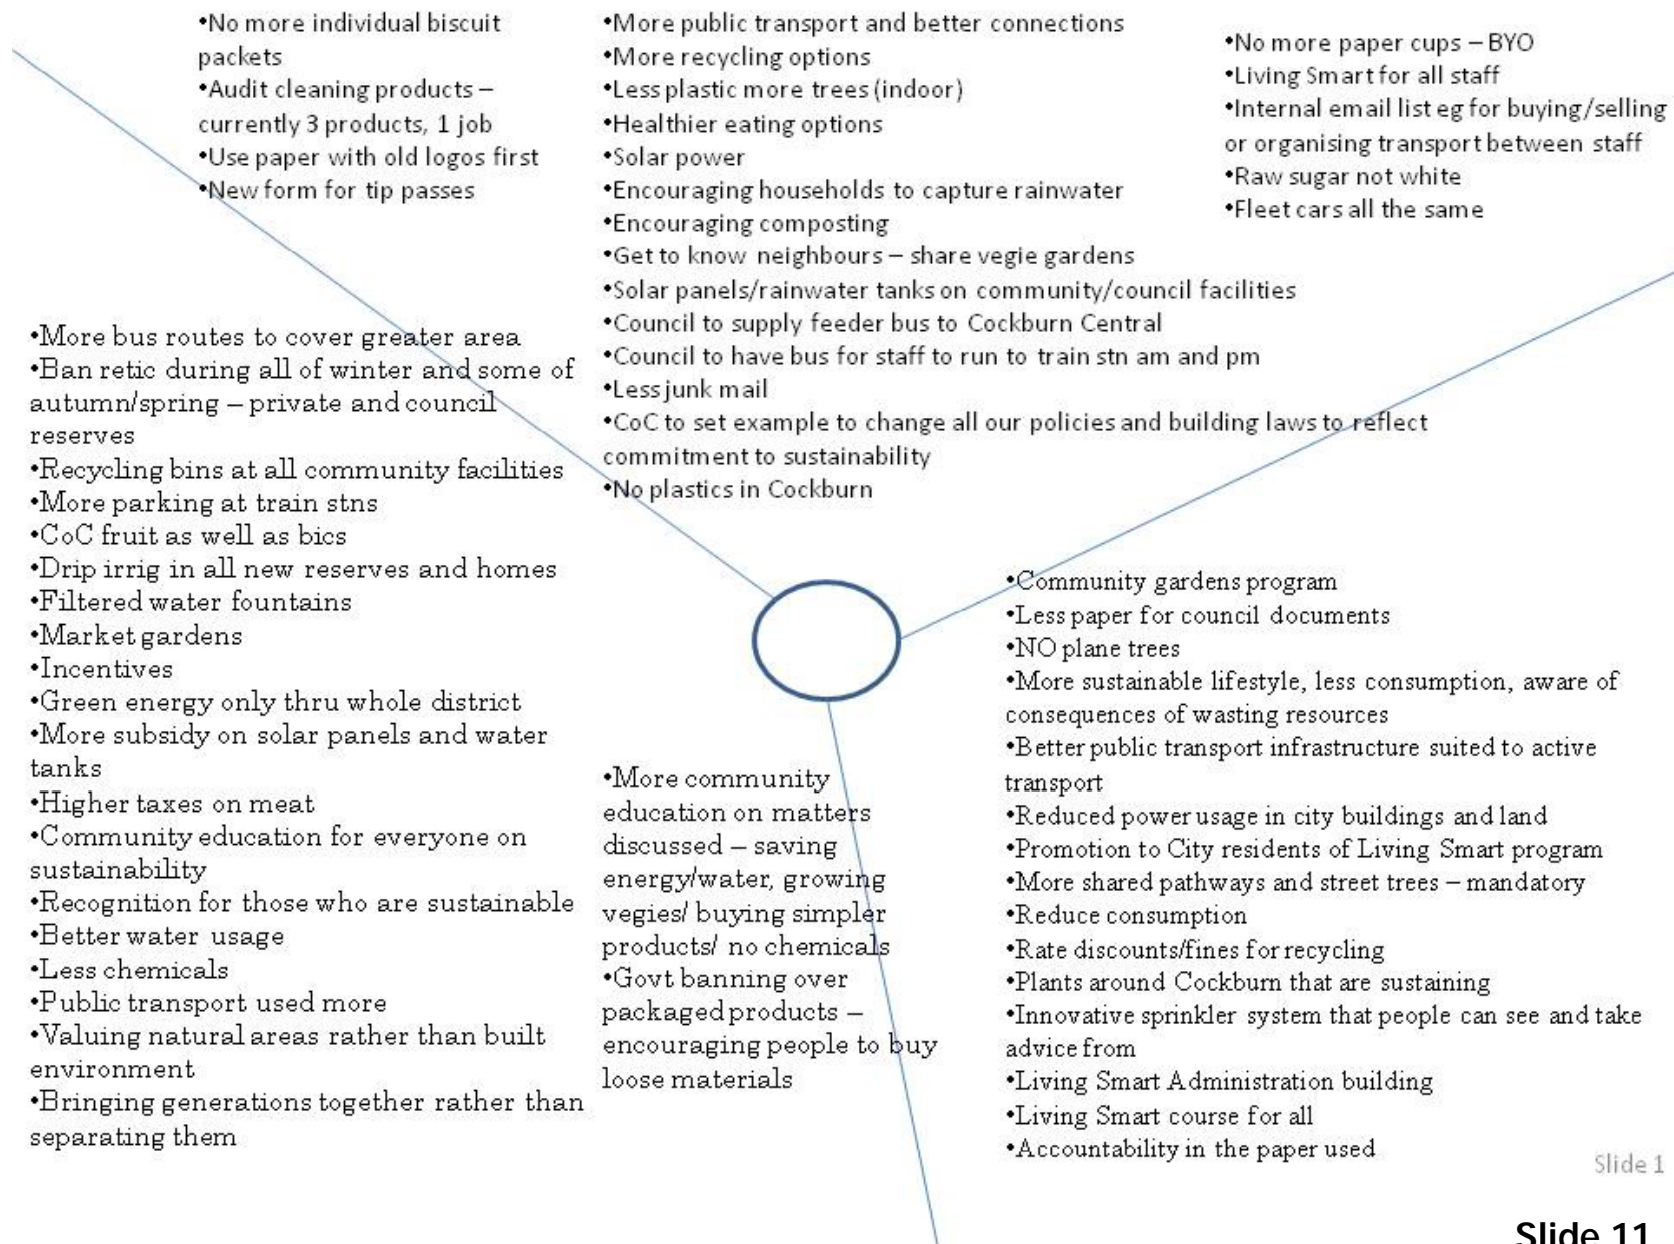 •No more individual biscuit
packets
•Audit cleaning products –
currently 3 products, 1 job
•Use paper with old logos first
•New form for tip passes
•More public transport and better connections
•More recycling options
•Less plastic more trees (indoor)
•Healthier eating options
•Solar power
•Encouraging households to capture rainwater
•Encouraging composting
•Get to know neighbours – share vegie gardens
•Solar panels/rainwater tanks on community/council facilities
•Council to supply feeder bus to Cockburn Central
•Council to have bus for staff to run to train stn am and pm
•Less junk mail
•CoC to set example to change all our policies and building laws to reflect
commitment to sustainability
•No plastics in Cockburn
•No more paper cups – BYO
•Living Smart for all staff
•Internal email list eg for buying/selling
or organising transport between staff
•Raw sugar not white
•Fleet cars all the same
•More bus routes to cover greater area
•Ban retic during all of winter and some of
autumn/spring – private and council
reserves
•Recycling bins at all community facilities
•More parking at train stns
•CoC fruit as well as bics
•Drip irrig in all new reserves and homes
•Filtered water fountains
•Market gardens
•Incentives
•Green energy only thru whole district
•More subsidy on solar panels and water
tanks
•Higher taxes on meat
•Community education for everyone on
sustainability
•Recognition for those who are sustainable
•Better water usage
•Less chemicals
•Public transport used more
•Valuing natural areas rather than built
environment
•Bringing generations together rather than
separating them
•More community
education on matters
discussed – saving
energy/water, growing
vegies/ buying simpler
products/ no chemicals
•Govt banning over
packaged products –
encouraging people to buy
loose materials
•Community gardens program
•Less paper for council documents
•NO plane trees
•More sustainable lifestyle, less consumption, aware of
consequences of wasting resources
•Better public transport infrastructure suited to active
transport
•Reduced power usage in city buildings and land
•Promotion to City residents of Living Smart program
•More shared pathways and street trees – mandatory
•Reduce consumption
•Rate discounts/fines for recycling
•Plants around Cockburn that are sustaining
•Innovative sprinkler system that people can see and take
advice from
•Living Smart Administration building
•Living Smart course for all
•Accountability in the paper used
Slide 1
Slide 11